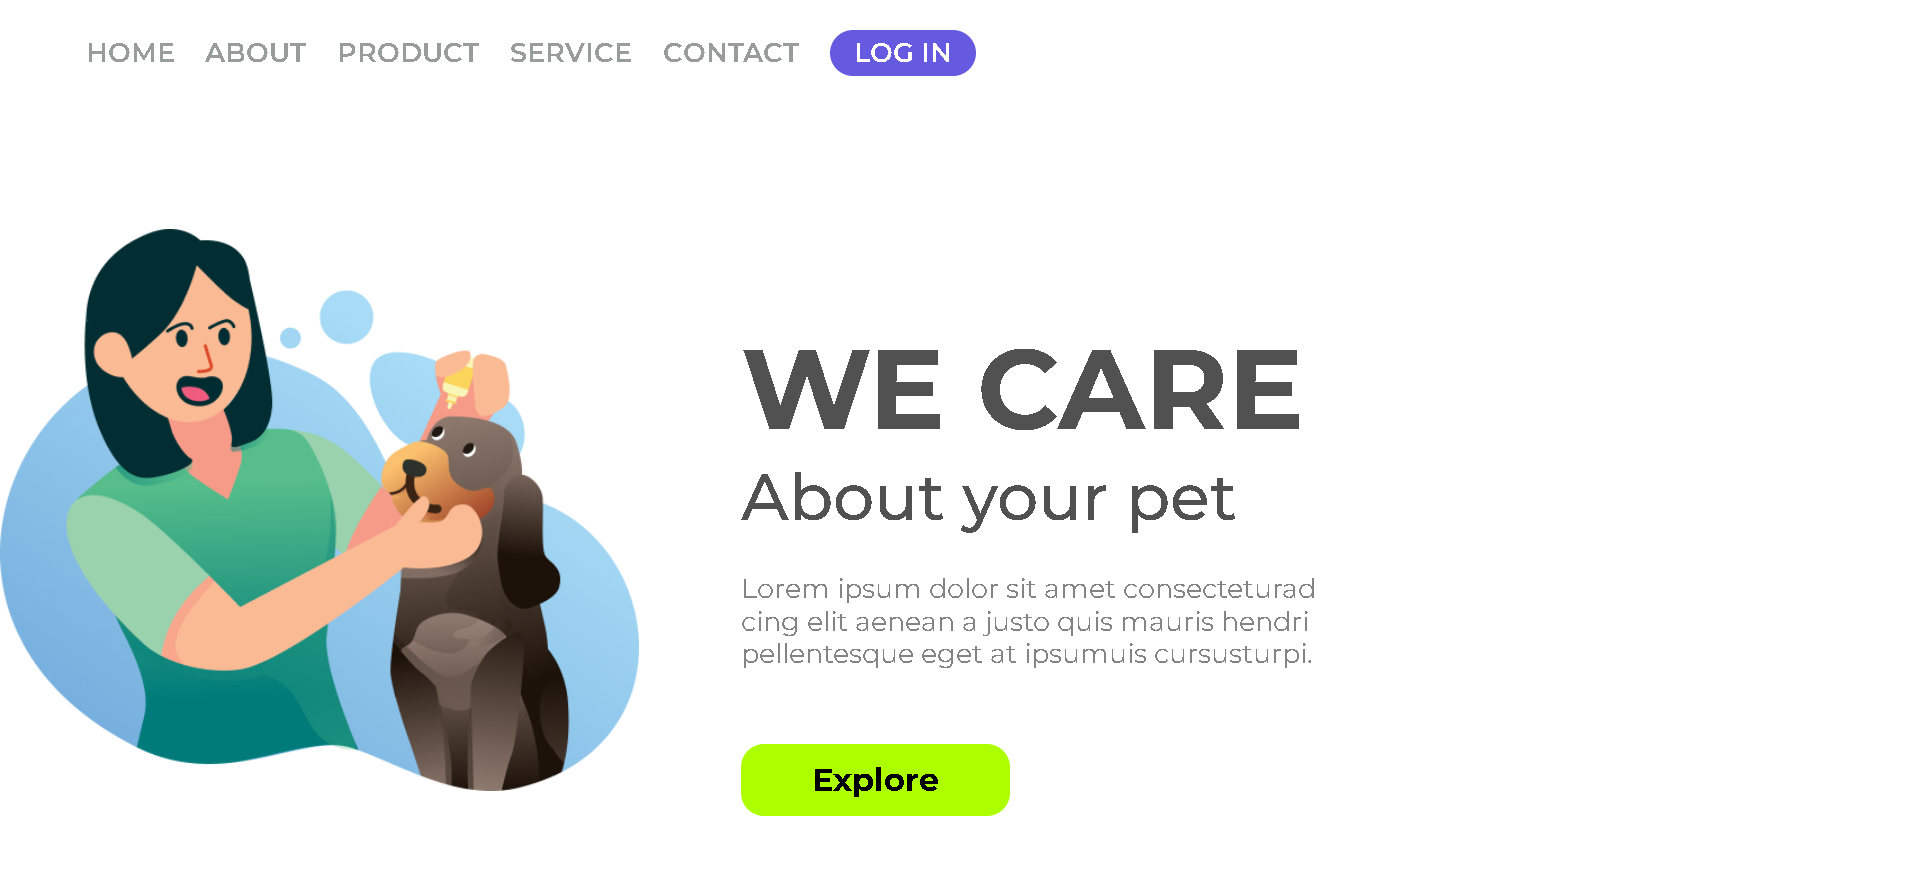 HOME ABOUT PRODUCT SERVICE CONTACT LOG IN
WE CARE
About your pet
Lorem ipsum dolor sit amet consecteturad
cing elit aenean a justo quis mauris hendri
pellentesque eget at ipsumuis cursusturpi.
Explore